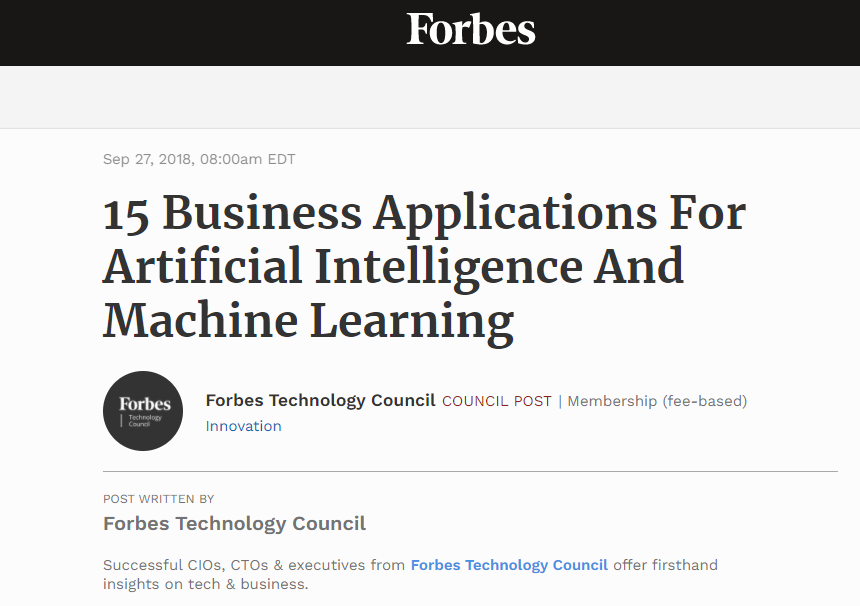 Forbes
Sep 27, 2018, 08:00am EDT
15 Business Applications For
Artificial Intelligence And
Machine Learning
Forbes
Technology
Council
Forbes Technology Council COUNCIL POST | Membership (fee-based)
Innovation
POST WRITTEN BY
Forbes Technology Council
Successful CIOs, CTOs & executives from Forbes Technology Council offer firsthand
insights on tech & business.